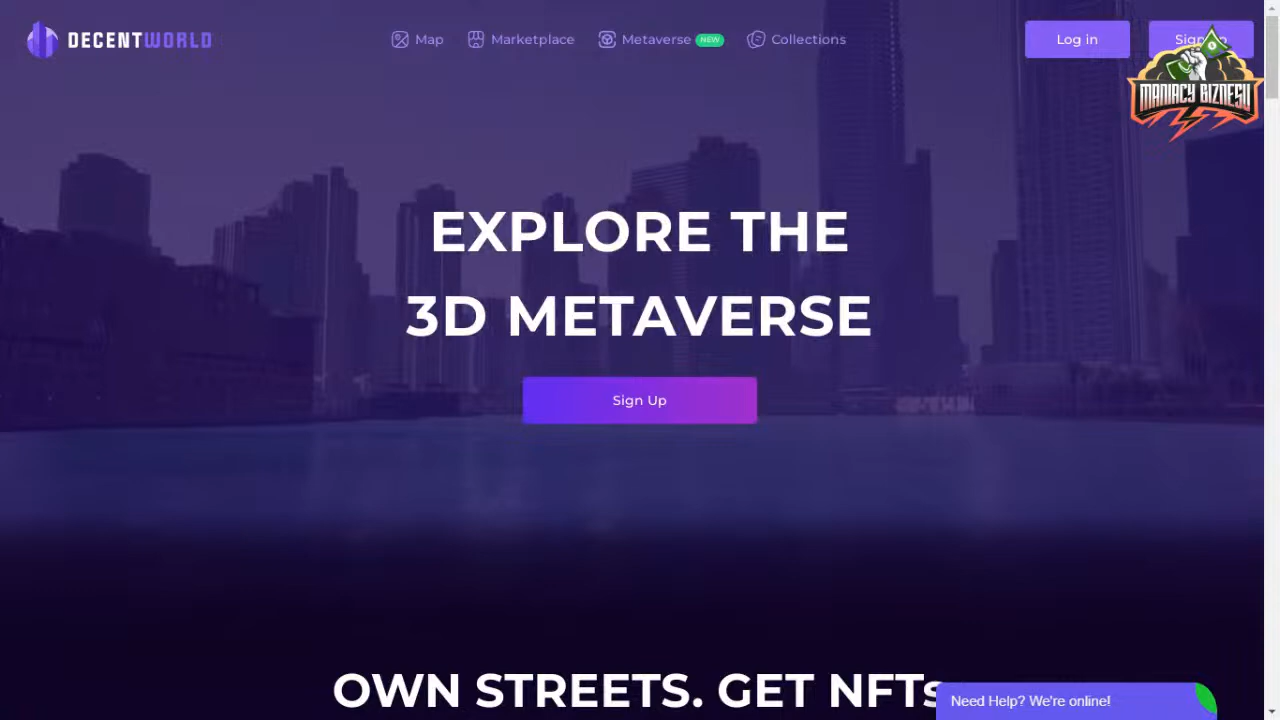 DECENTWORLD
Map
Marketplace
Metaverse NEW
Collections
Log in
MANIACY BIZNESU
EXPLORE THE
3D METAVERSE
Sign Up
OWN STREETS. GET NFTs
Need Help? We're online!